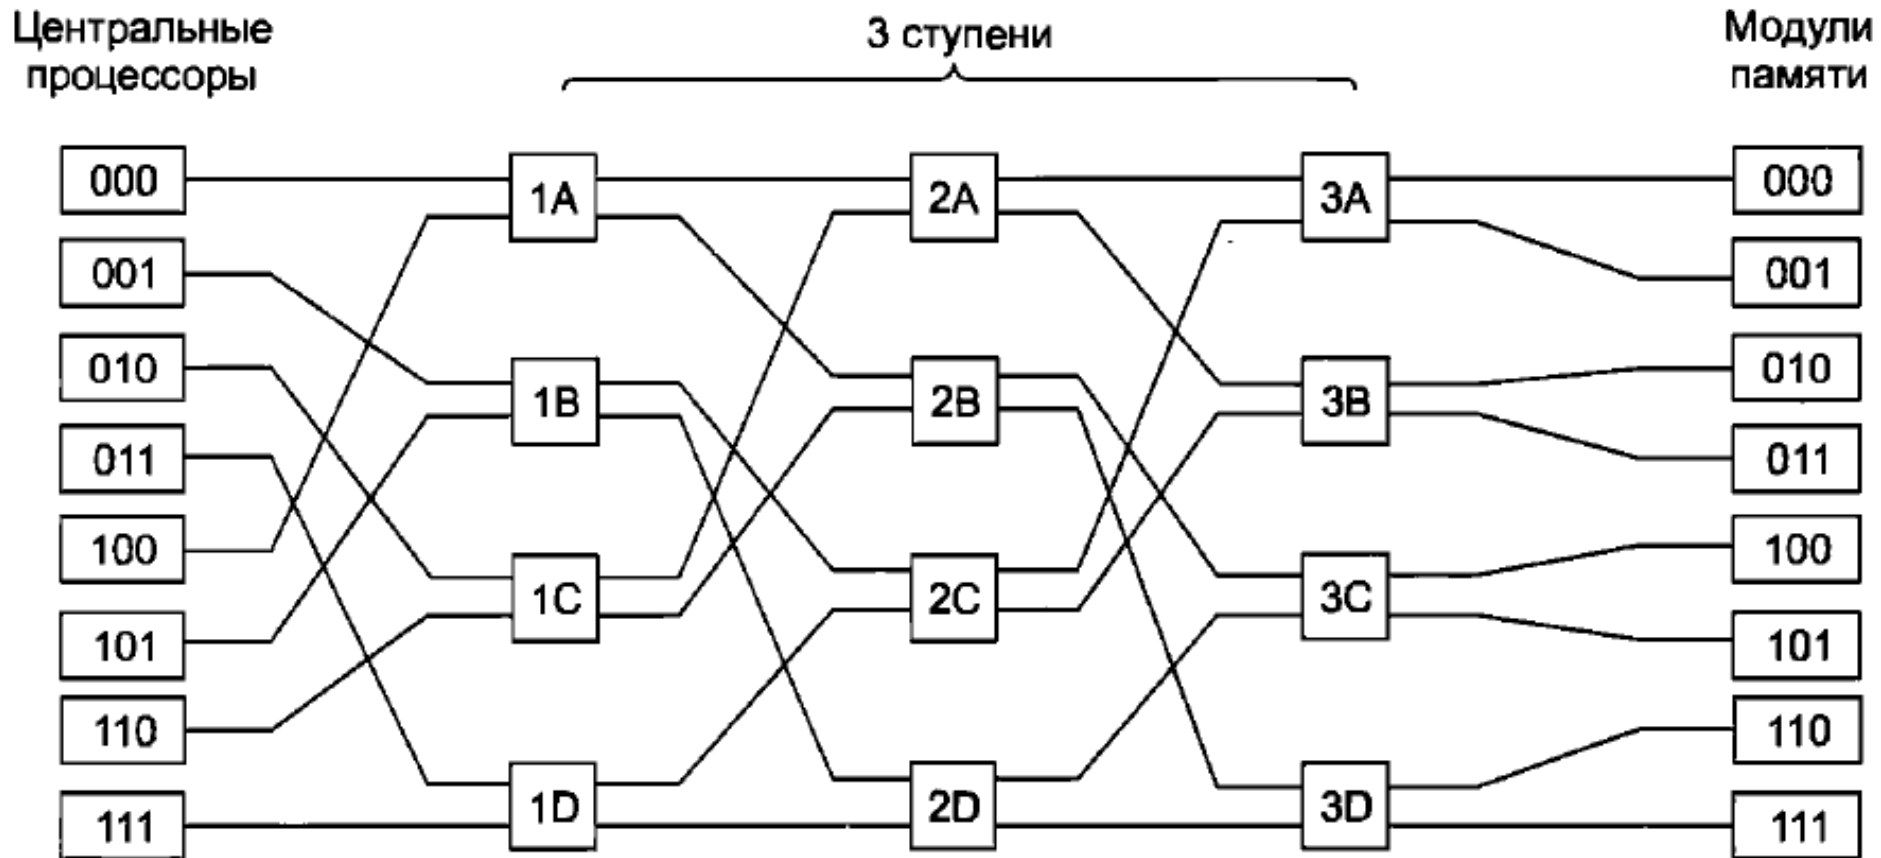 Центральные
процессоры
3 ступени
Модули
памяти
000
1A
2A
3A
000
001
001
010
1B
2B
3B
010
011
011
100
1C
2C
3C
100
101
101
110
110
111
1D
2D
3D
111